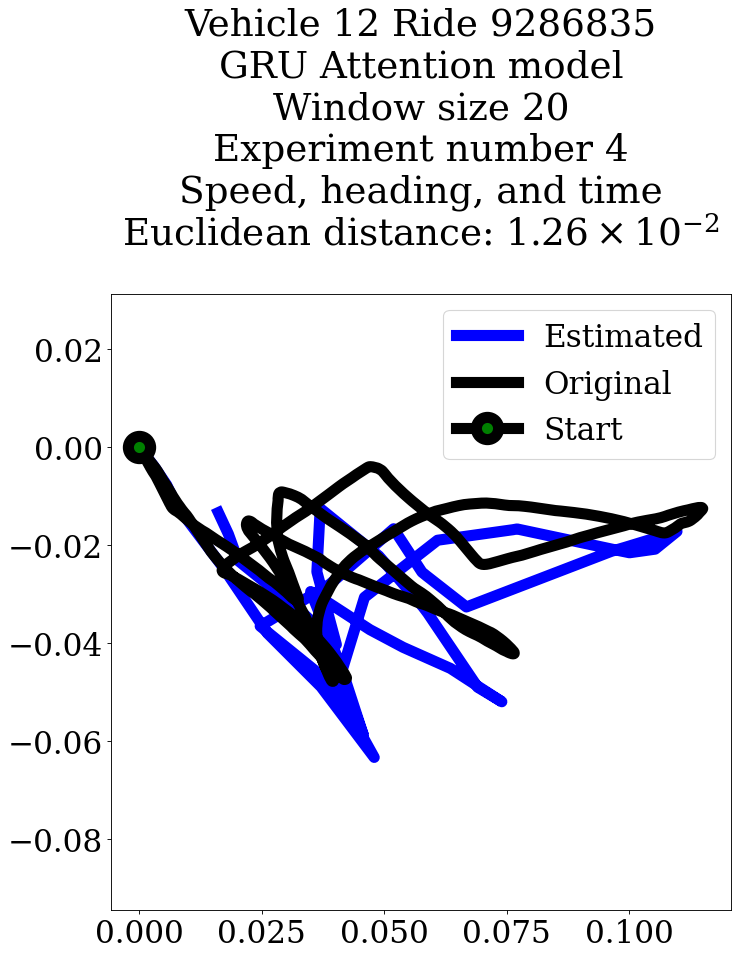 Vehicle 12 Ride 9286835
GRU Attention model
Window size 20
Experiment number 4
Speed, heading, and time
Euclidean distance: 1.26 × 10⁻²
Estimated
Original
Start
0.02
0.00
−0.02
−0.04
−0.06
−0.08
0.000 0.025 0.050 0.075 0.100